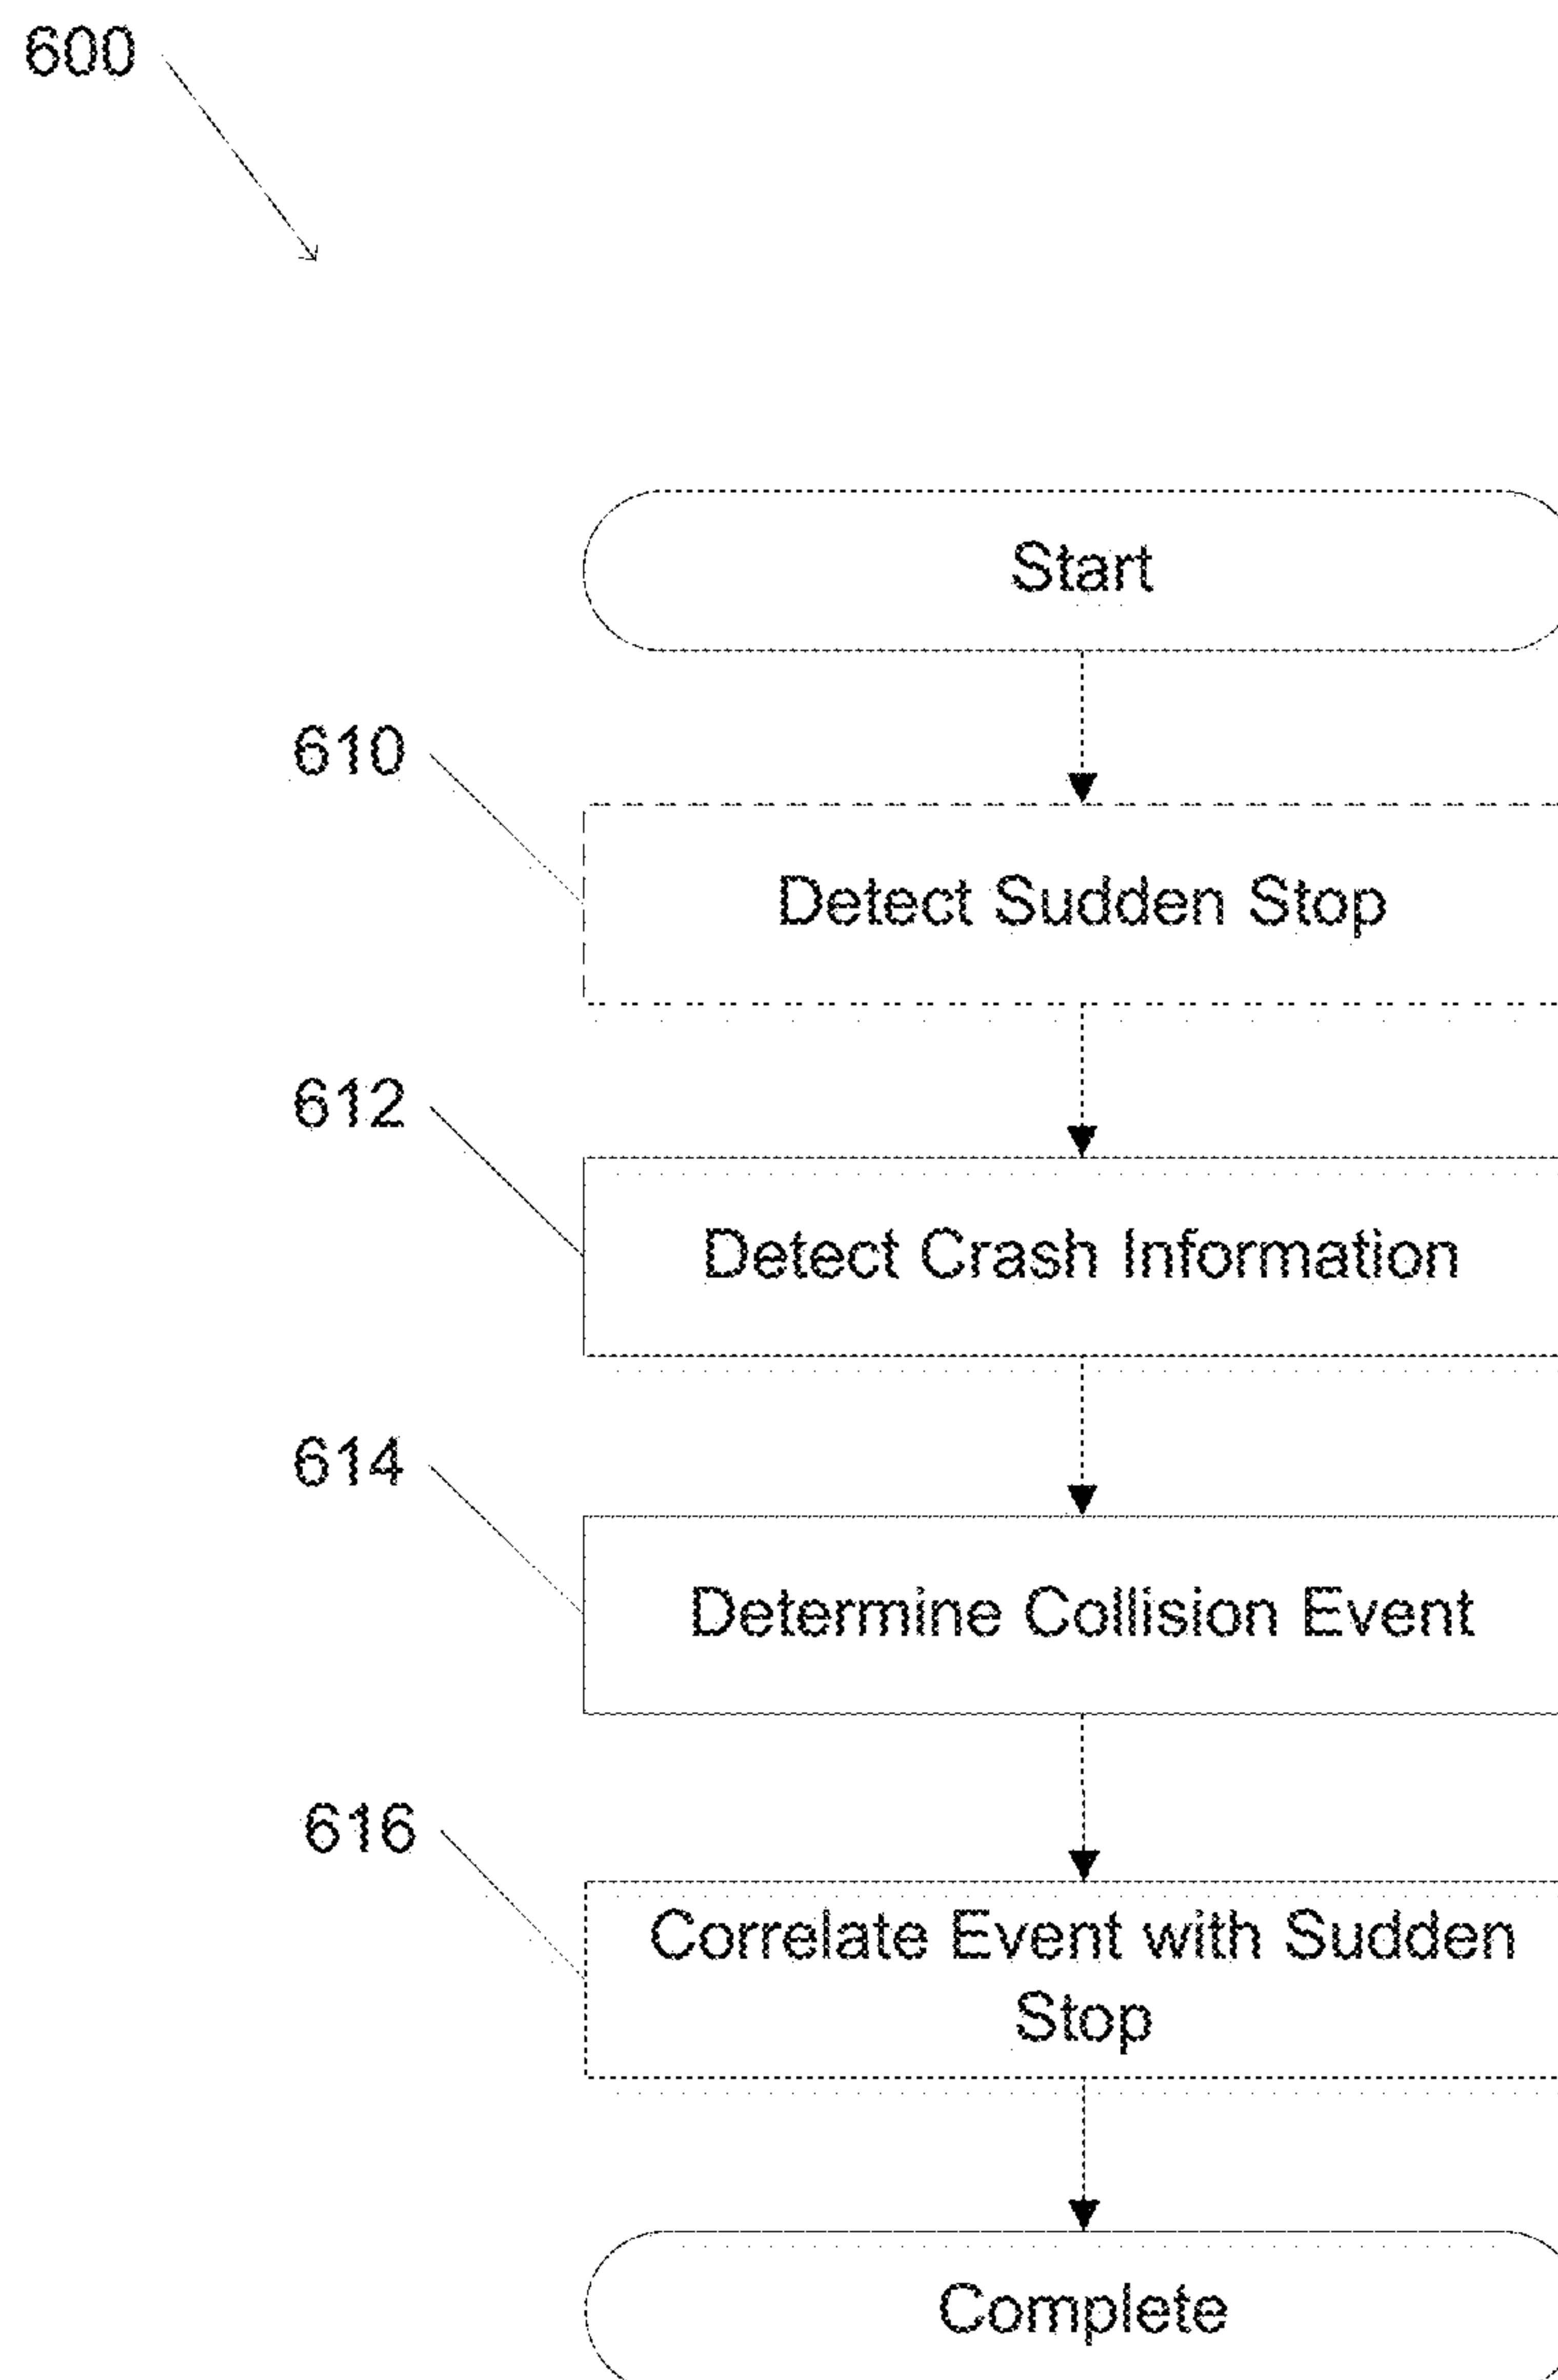 600
Start
610
Detect Sudden Stop
612
Detect Crash Information
614
Determine Collision Event
616
Correlate Event with Sudden
Stop
Complete